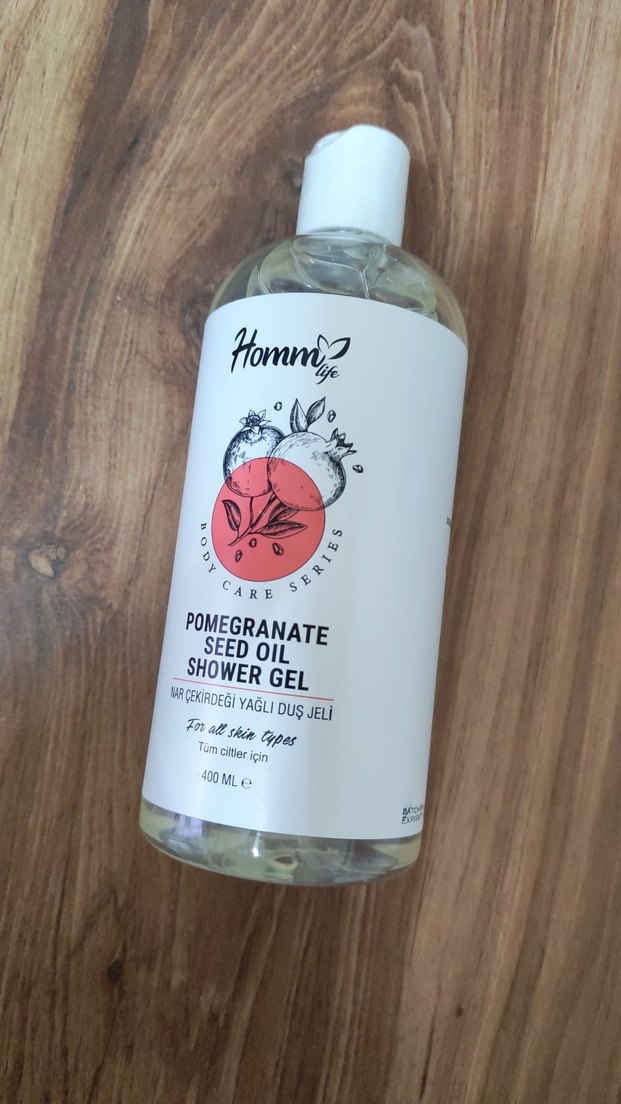 Homm
life
BODY CARE SERIES
POMEGRANATE
SEED OIL
SHOWER GEL
NAR ÇEKİRDEĞİ YAĞLI DUŞ JELİ
For all skin types
Tüm ciltler için
400 ML ℮